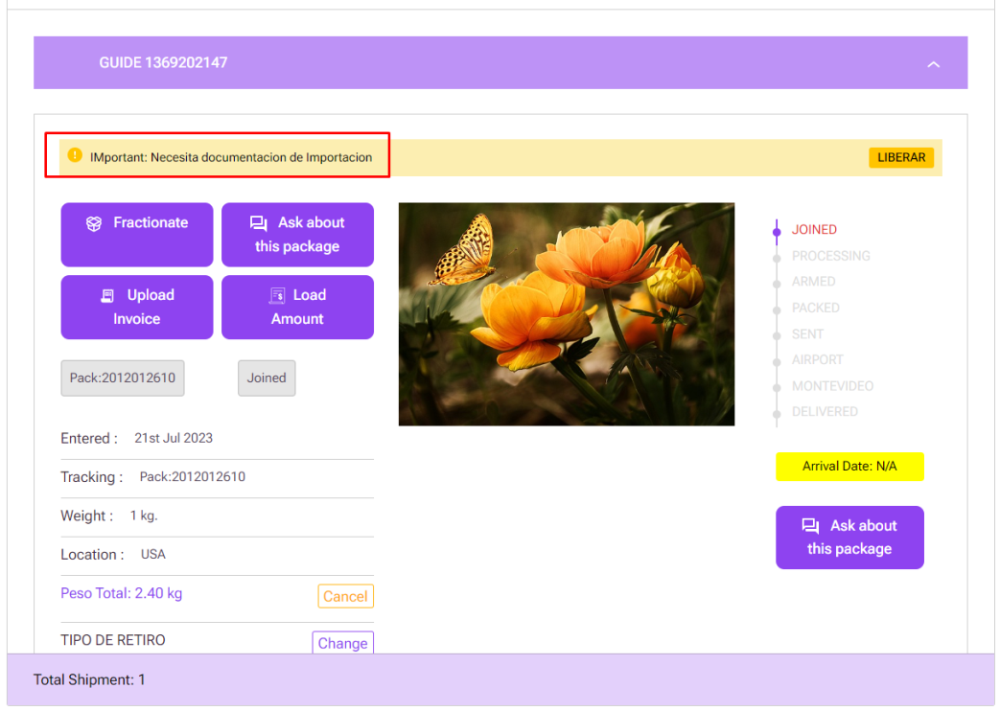 GUIDE 1369202147
IMportant: Necesita documentacion de Importacion
LIBERAR
Fractionate
Ask about
this package
Upload
Invoice
Load
Amount
Pack:2012012610
Joined
Entered : 21st Jul 2023
Tracking : Pack:2012012610
Weight : 1 kg.
Location : USA
Peso Total: 2.40 kg
Cancel
TIPO DE RETIRO
Change
JOINED
PROCESSING
ARMED
PACKED
SENT
AIRPORT
MONTEVIDEO
DELIVERED
Arrival Date: N/A
Ask about
this package
Total Shipment: 1